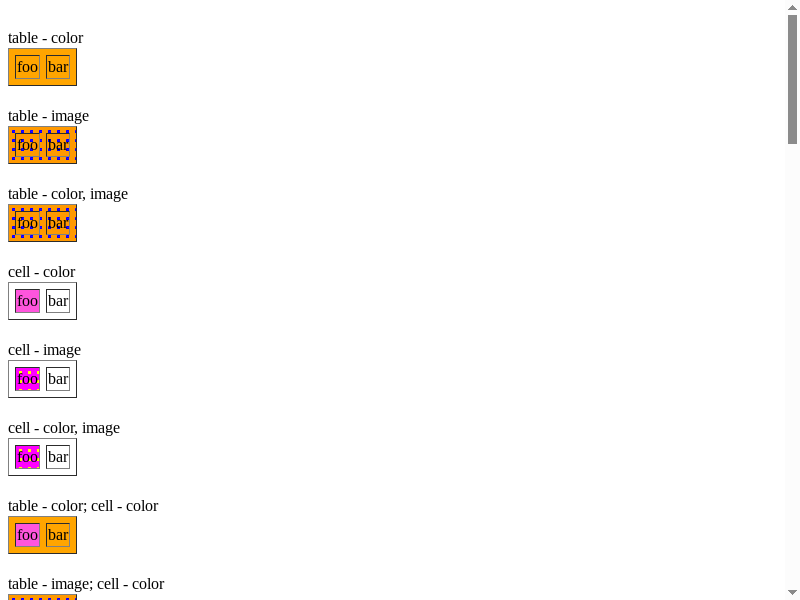 table - color
foo bar
table - image
foo bar
table - color, image
foo bar
cell - color
foo bar
cell - image
foo bar
cell - color, image
foo bar
table - color; cell - color
foo bar
table - image; cell - color